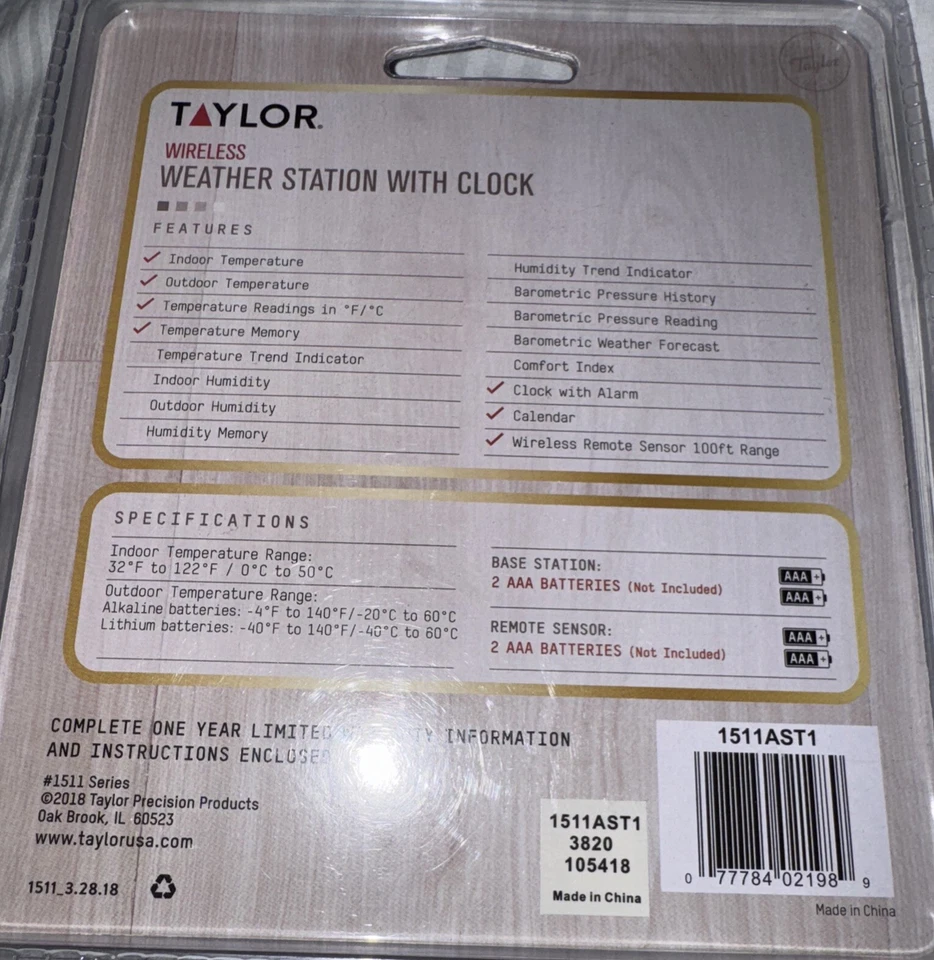 Taylor
TAYLOR®
WIRELESS
WEATHER STATION WITH CLOCK
FEATURES
Indoor Temperature
Outdoor Temperature
Temperature Readings in °F/°C
Temperature Memory
Temperature Trend Indicator
Indoor Humidity
Outdoor Humidity
Humidity Memory
Humidity Trend Indicator
Barometric Pressure History
Barometric Pressure Reading
Barometric Weather Forecast
Comfort Index
Clock with Alarm
Calendar
Wireless Remote Sensor 100ft Range
SPECIFICATIONS
Indoor Temperature Range:
32°F to 122°F / 0°C to 50°C
Outdoor Temperature Range:
Alkaline batteries: -4°F to 140°F/-20°C to 60°C
Lithium batteries: -40°F to 140°F/-40°C to 60°C
BASE STATION:
2 AAA BATTERIES (Not Included)
AAA +
AAA +
REMOTE SENSOR:
2 AAA BATTERIES (Not Included)
AAA +
AAA +
COMPLETE ONE YEAR LIMITED INFORMATION
AND INSTRUCTIONS ENCLOSED
#1511 Series
©2018 Taylor Precision Products
Oak Brook, IL 60523
www.taylorusa.com
1511_3.28.18
1511AST1
3820
105418
Made in China
1511AST1
0 77784 02198 9
Made in China